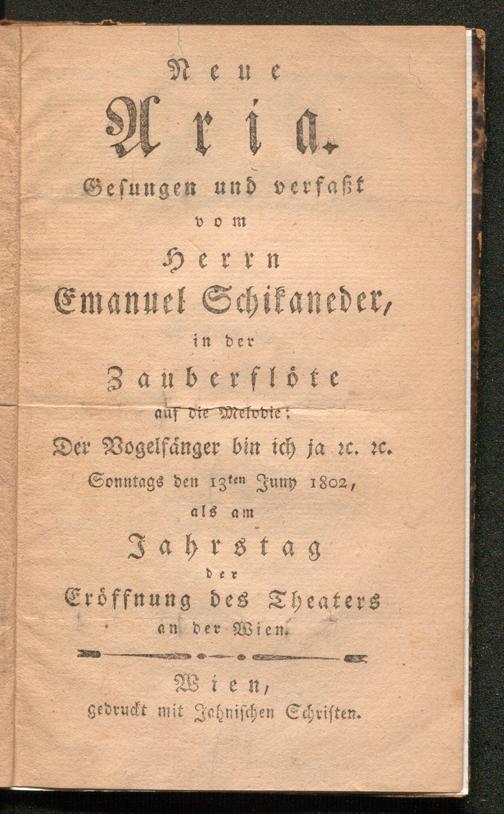 Neue
Aria.
Gesungen und verfaßt
vom
Herrn
Emanuel Schikaneder,
in der
Zauberflöte
auf die Melodie:
Der Vogelfänger bin ich ja ꝛc. ꝛc.
Sonntags den 13ten Juny 1802,
als am
Jahrstag
der
Eröffnung des Theaters
an der Wien.
Wien,
gedruckt mit Jahnischen Schriften.